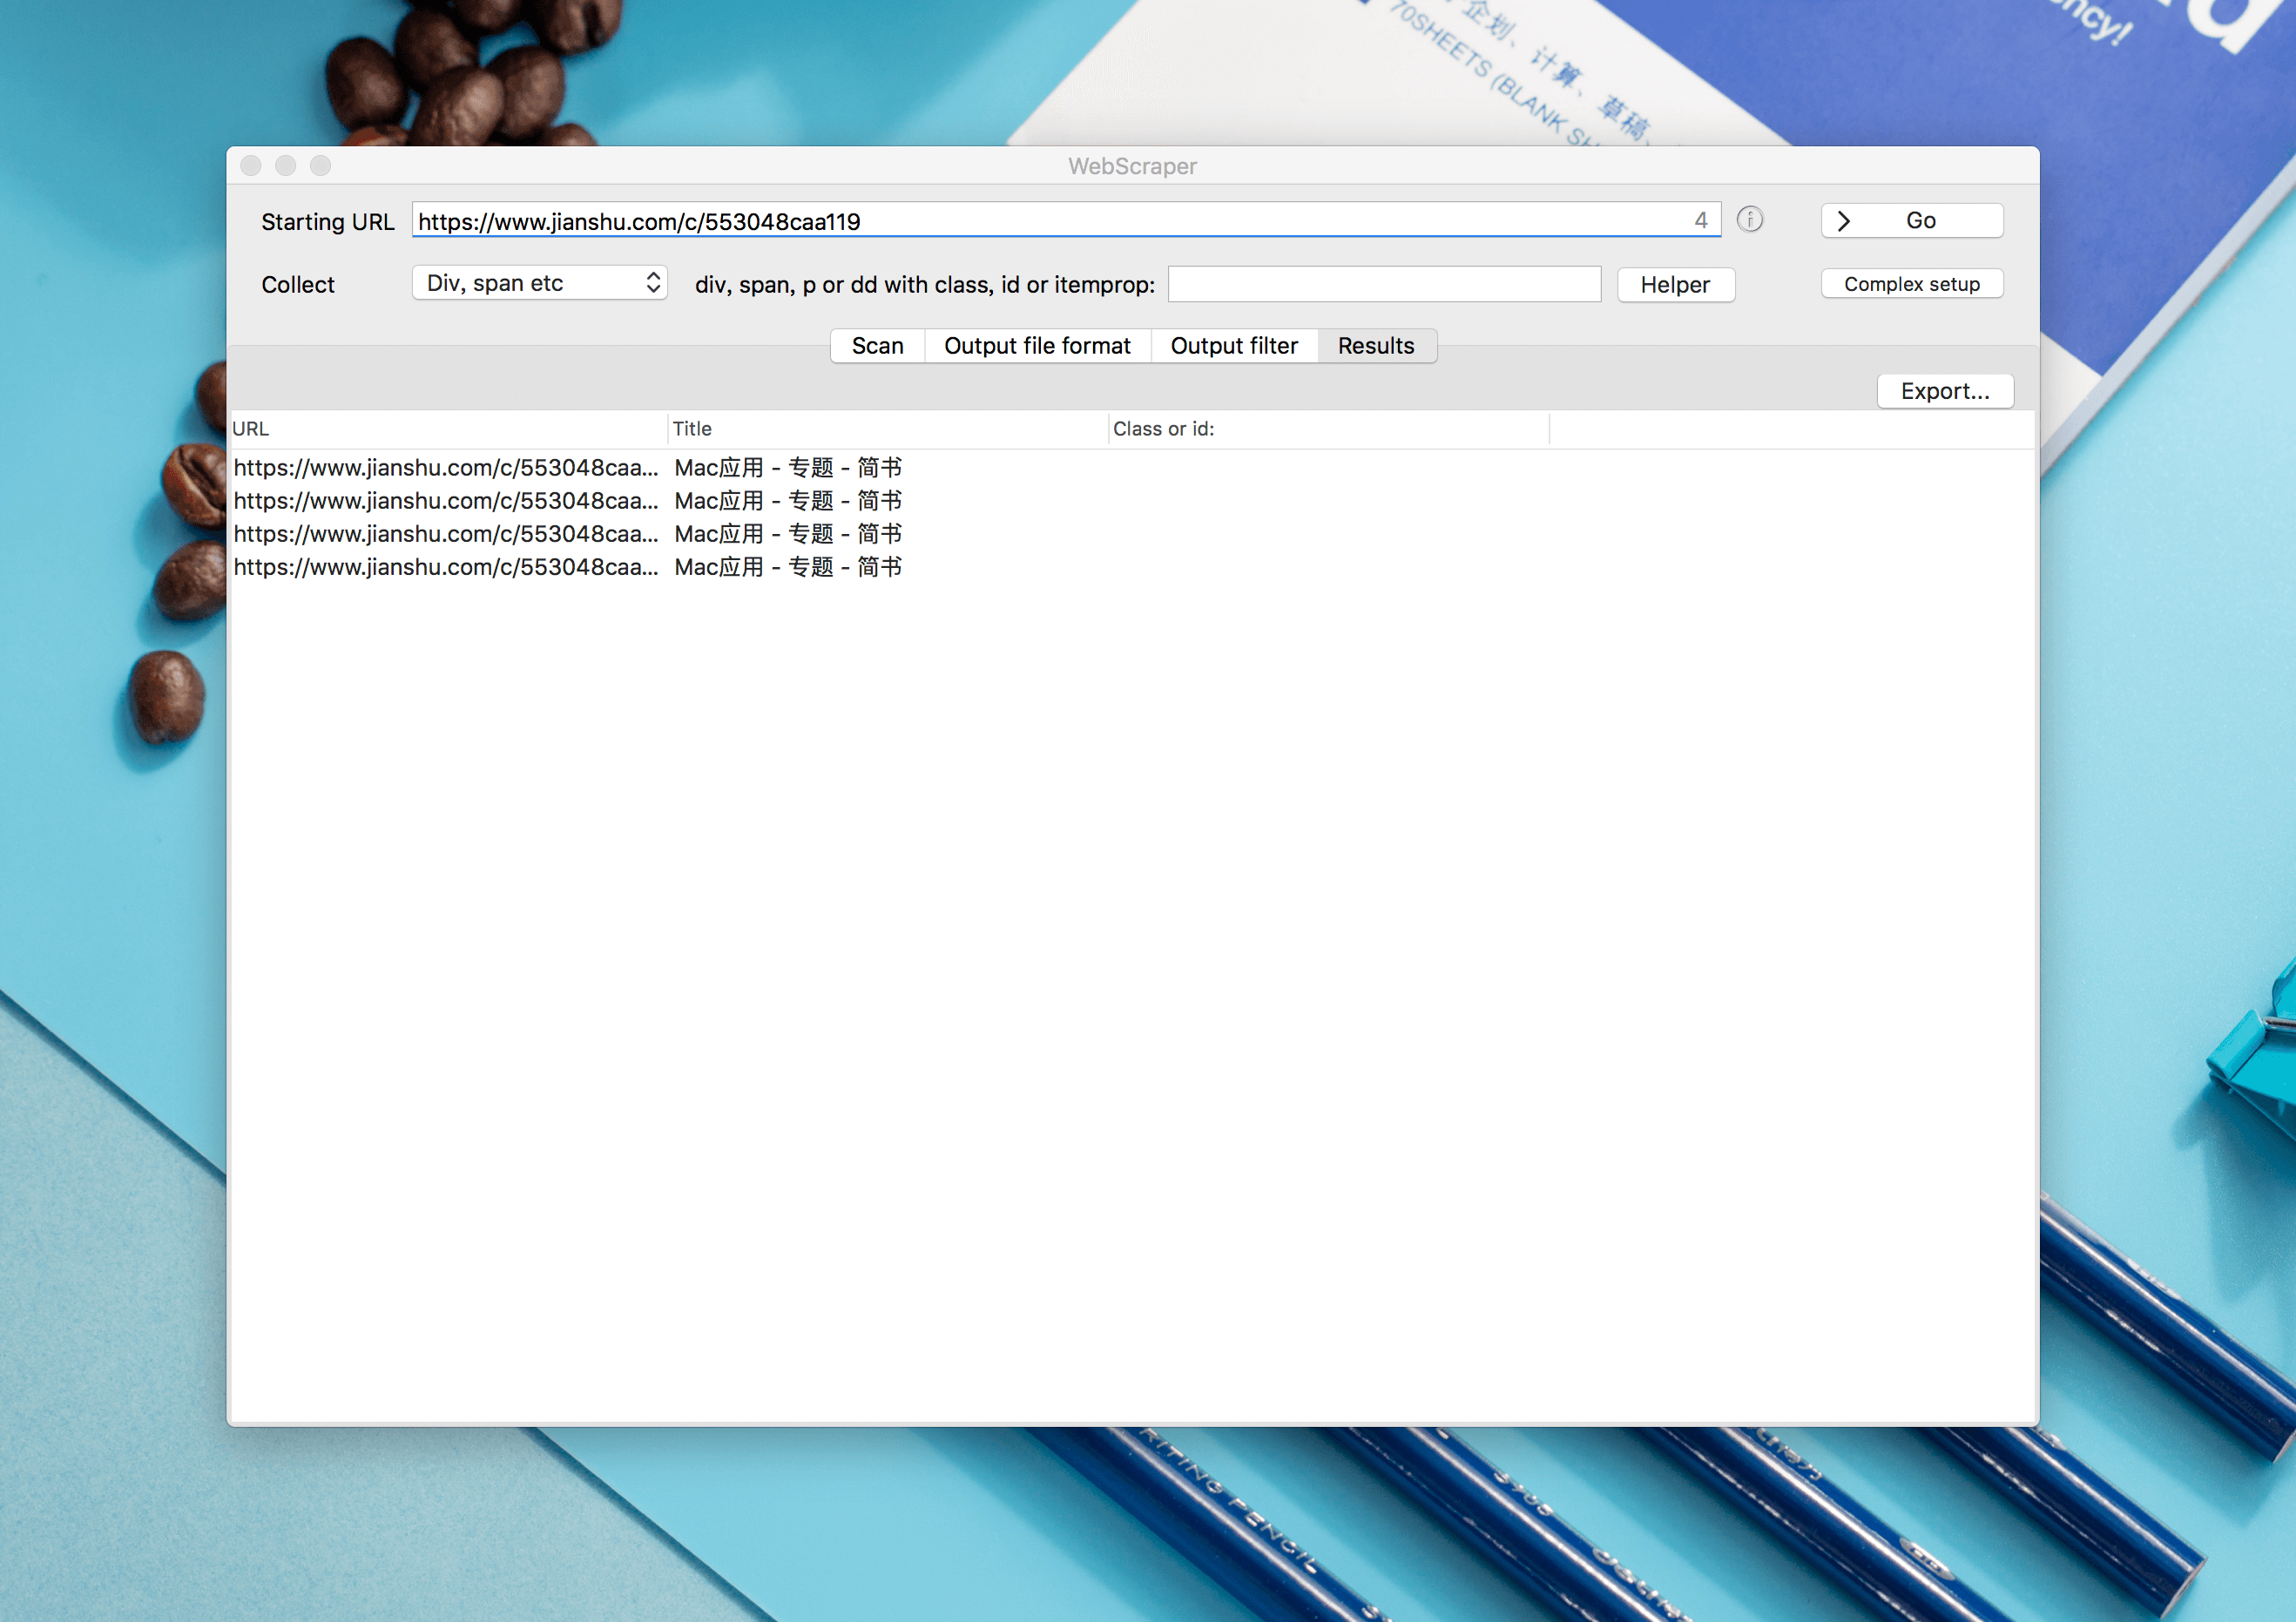 企划、计算、草稿、
70SHEETS (BLANK
ency!
WebScraper
Starting URL https://www.jianshu.com/c/553048caa119 4 Go
Collect Div, span etc div, span, p or dd with class, id or itemprop: Helper Complex setup
Scan Output file format Output filter Results
Export...
URL Title Class or id:
https://www.jianshu.com/c/553048caa... Mac应用 - 专题 - 简书
https://www.jianshu.com/c/553048caa... Mac应用 - 专题 - 简书
https://www.jianshu.com/c/553048caa... Mac应用 - 专题 - 简书
https://www.jianshu.com/c/553048caa... Mac应用 - 专题 - 简书
RITING PENCIL